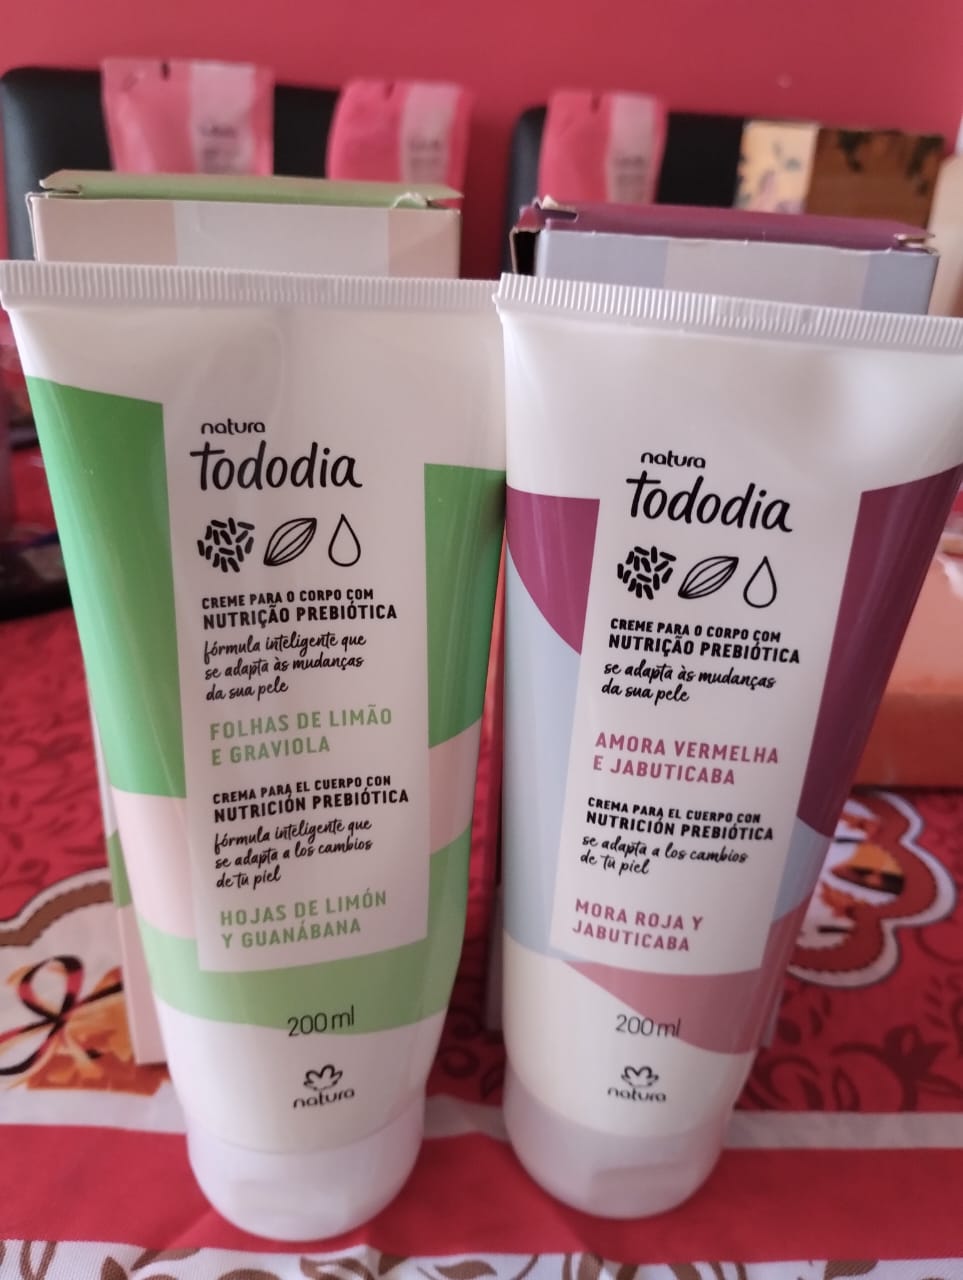 natura
tododia
CREME PARA O CORPO COM
NUTRIÇÃO PREBIÓTICA
fórmula inteligente que
se adapta às mudanças
da sua pele
FOLHAS DE LIMÃO
E GRAVIOLA
CREMA PARA EL CUERPO CON
NUTRICIÓN PREBIÓTICA
fórmula inteligente que
se adapta a los cambios
de tu piel
HOJAS DE LIMÓN
Y GUANÁBANA
200 ml
natura
natura
tododia
CREME PARA O CORPO COM
NUTRIÇÃO PREBIÓTICA
se adapta às mudanças
da sua pele
AMORA VERMELHA
E JABUTICABA
CREMA PARA EL CUERPO CON
NUTRICIÓN PREBIÓTICA
se adapta a los cambios
de tu piel
MORA ROJA Y
JABUTICABA
200 ml
natura